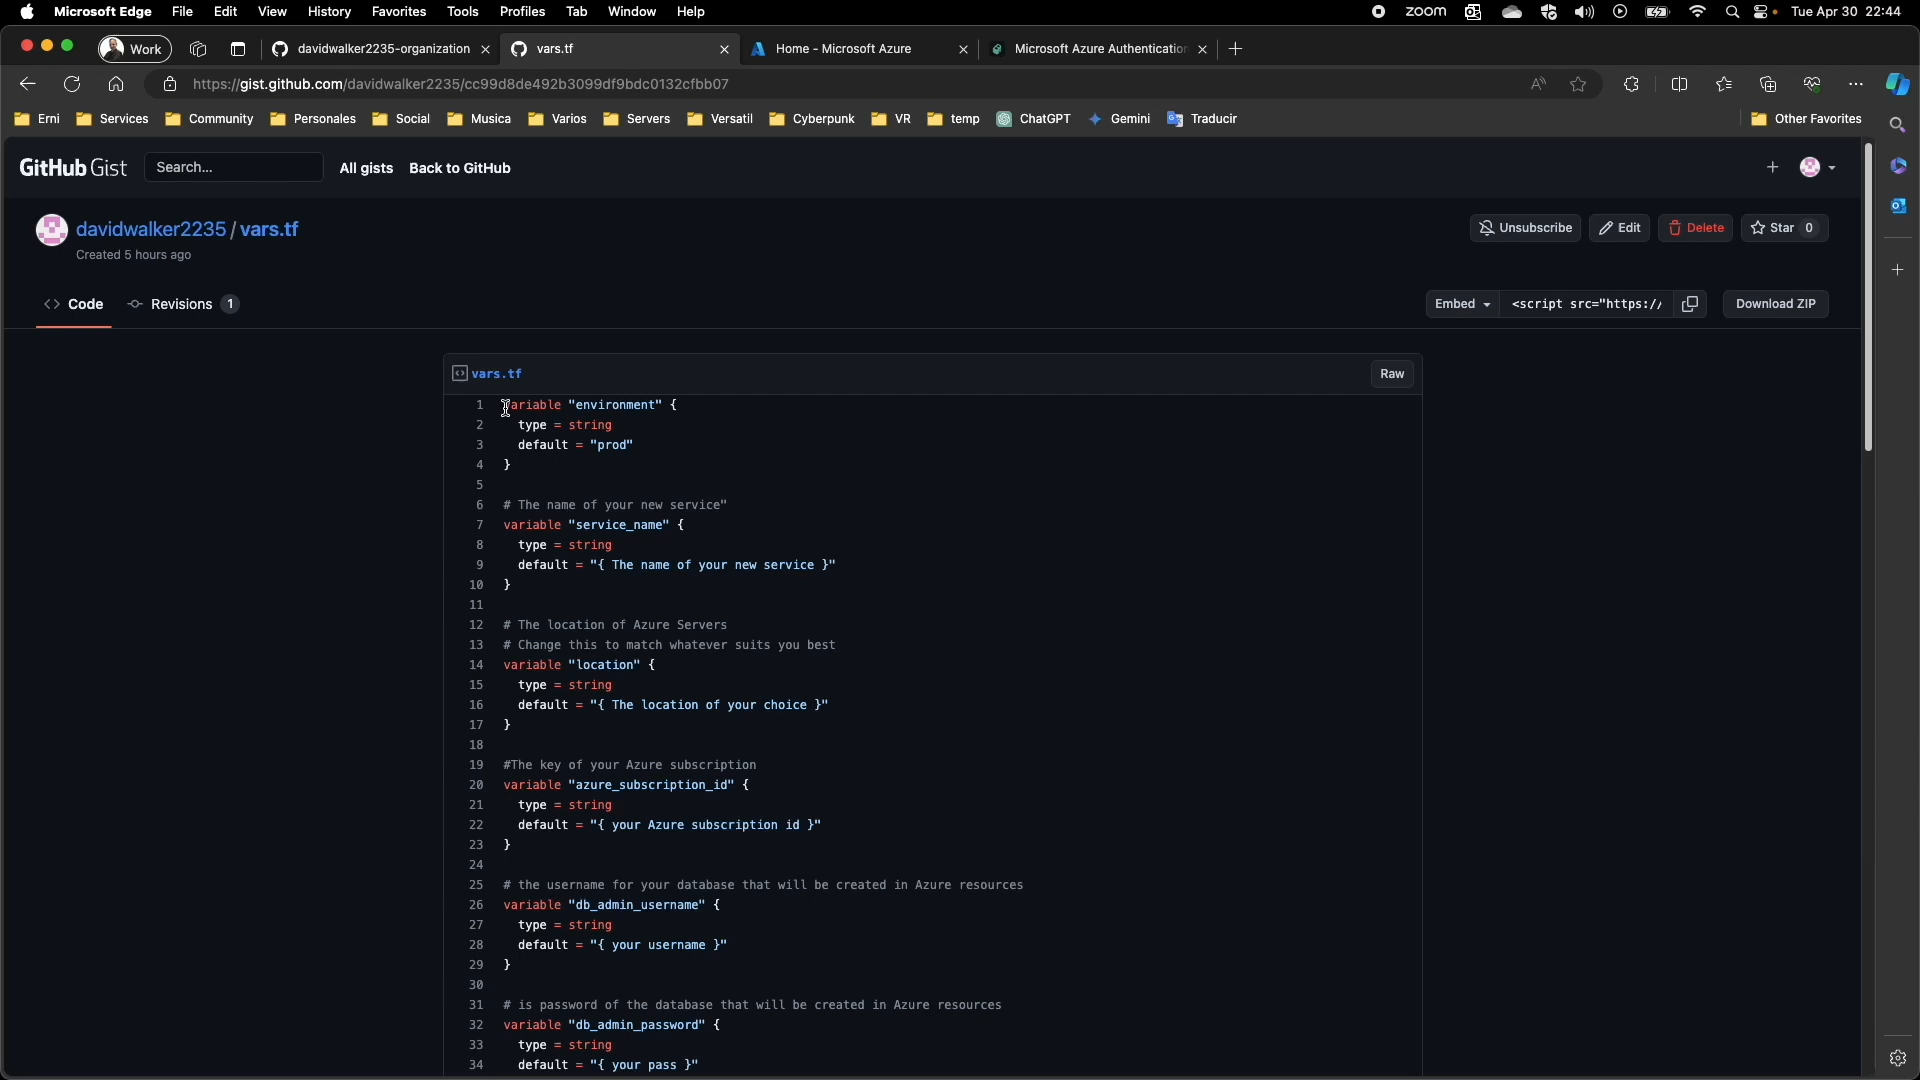 Microsoft Edge File Edit View History Favorites Tools Profiles Tab Window Help zoom Tue Apr 30 22:44
Work davidwalker2235-organization vars.tf Home - Microsoft Azure Microsoft Azure Authentication
https://gist.github.com/davidwalker2235/cc99d8de492b3099df9bdc0132cfbb07
Erni Services Community Personales Social Musica Varios Servers Versatil Cyberpunk VR temp ChatGPT Gemini Traducir Other Favorites
GitHub Gist Search... All gists Back to GitHub
davidwalker2235 / vars.tf Unsubscribe Edit Delete Star 0
Created 5 hours ago
Code Revisions 1 Embed <script src="https:// Download ZIP
vars.tf Raw
1 variable "environment" {
2 type = string
3 default = "prod"
4 }
5
6 # The name of your new service"
7 variable "service_name" {
8 type = string
9 default = "{ The name of your new service }"
10 }
11
12 # The location of Azure Servers
13 # Change this to match whatever suits you best
14 variable "location" {
15 type = string
16 default = "{ The location of your choice }"
17 }
18
19 #The key of your Azure subscription
20 variable "azure_subscription_id" {
21 type = string
22 default = "{ your Azure subscription id }"
23 }
24
25 # the username for your database that will be created in Azure resources
26 variable "db_admin_username" {
27 type = string
28 default = "{ your username }"
29 }
30
31 # is password of the database that will be created in Azure resources
32 variable "db_admin_password" {
33 type = string
34 default = "{ your pass }"